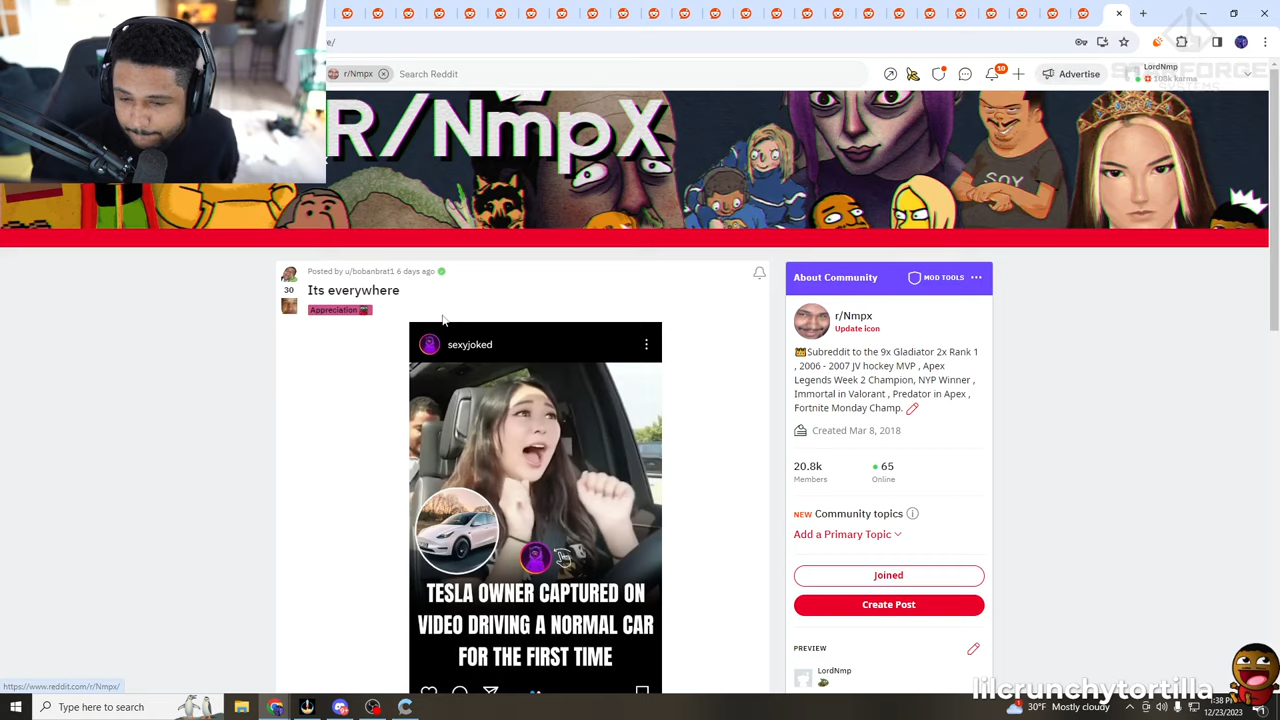 r/Nmpx
Search Reddit
10
Advertise
LordNmp
108k karma
R/NmpX
SOY
Posted by u/bobanbrat1 6 days ago
30
Its everywhere
Appreciation
sexyjoked
TESLA OWNER CAPTURED ON
VIDEO DRIVING A NORMAL CAR
FOR THE FIRST TIME
About Community
MOD TOOLS
r/Nmpx
Update icon
Subreddit to the 9x Gladiator 2x Rank 1
, 2006 - 2007 JV hockey MVP , Apex
Legends Week 2 Champion, NYP Winner ,
Immortal in Valorant , Predator in Apex ,
Fortnite Monday Champ.
Created Mar 8, 2018
20.8k
65
Members
Online
NEW Community topics
Add a Primary Topic
Joined
Create Post
PREVIEW
LordNmp
https://www.reddit.com/r/Nmpx/
lilcrunchytortilla
Type here to search
30°F Mostly cloudy
12/23/2023